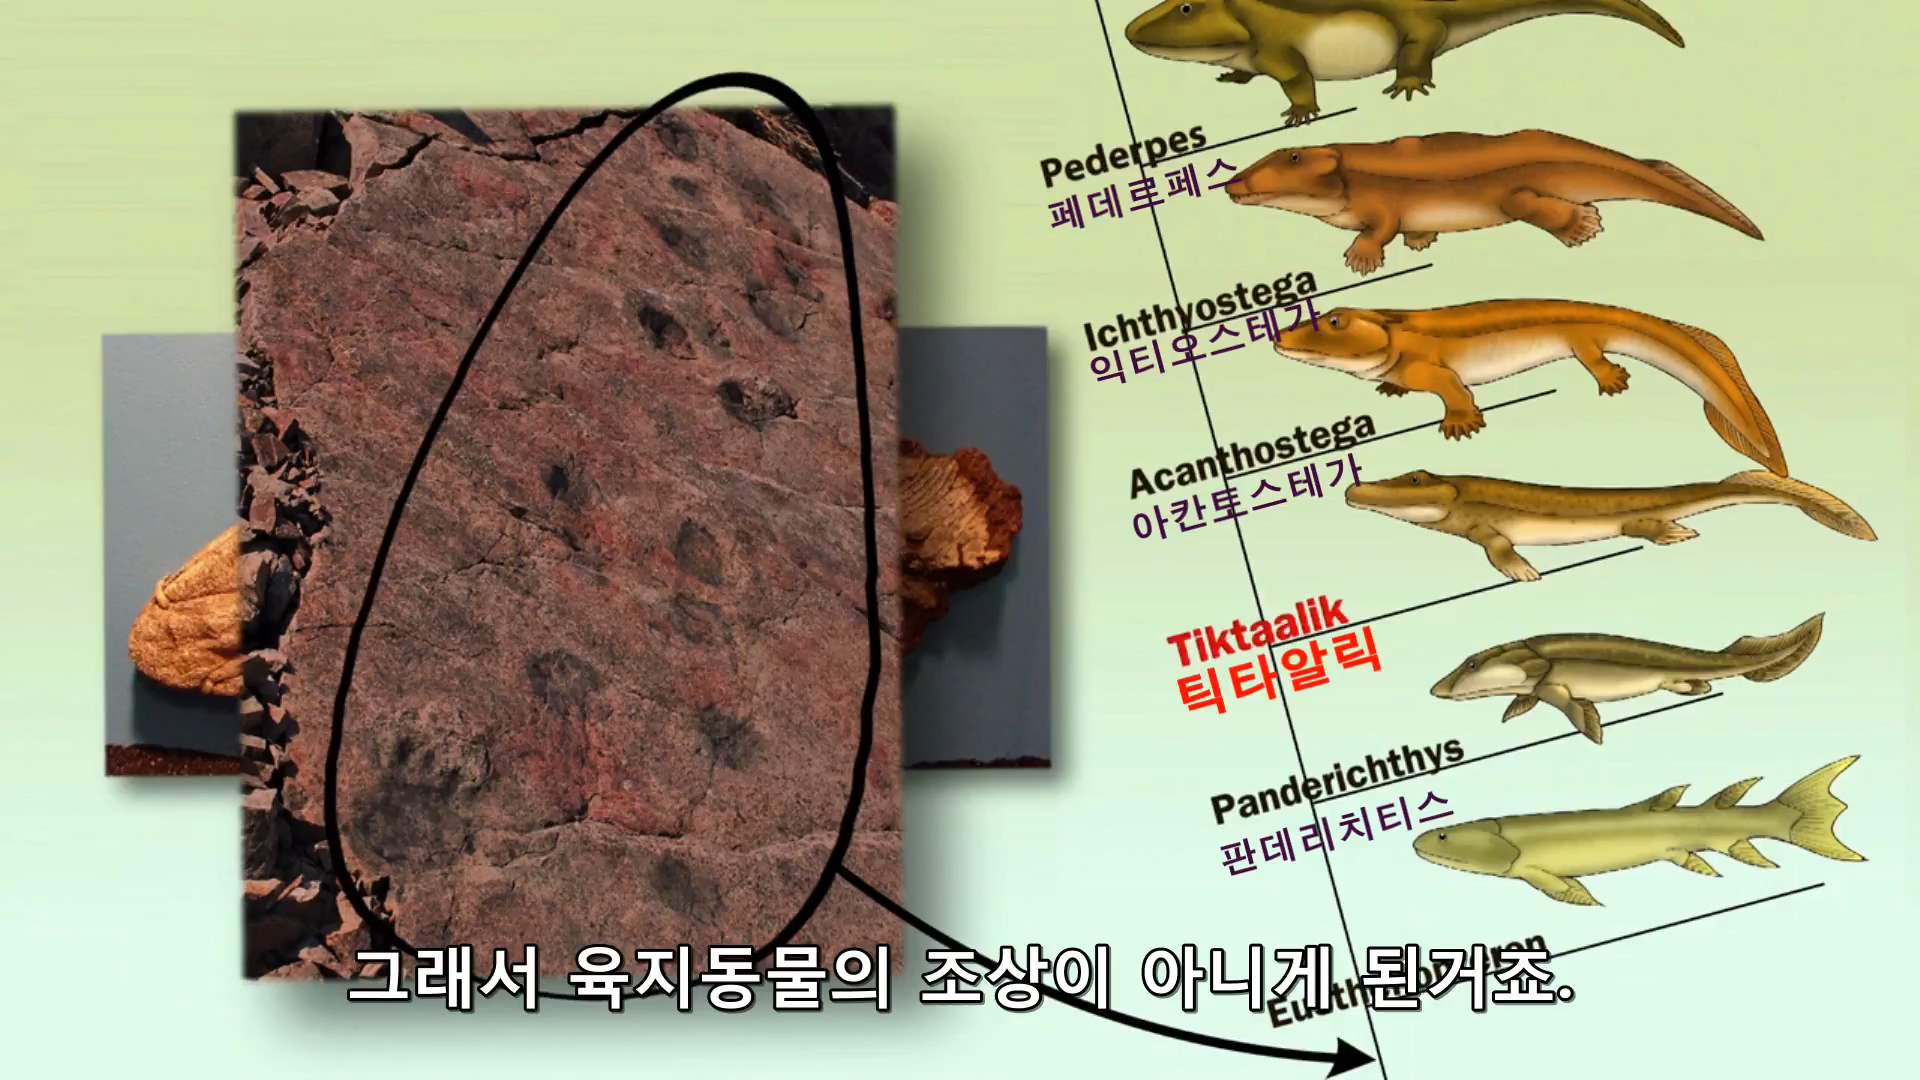 Pederpes
페데르페스
Ichthyostega
익티오스테가
Acanthostega
아칸토스테가
Tiktaalik
틱타알릭
Panderichthys
판데리치티스
그래서 육지동물의 조상이 아니게 된거죠.